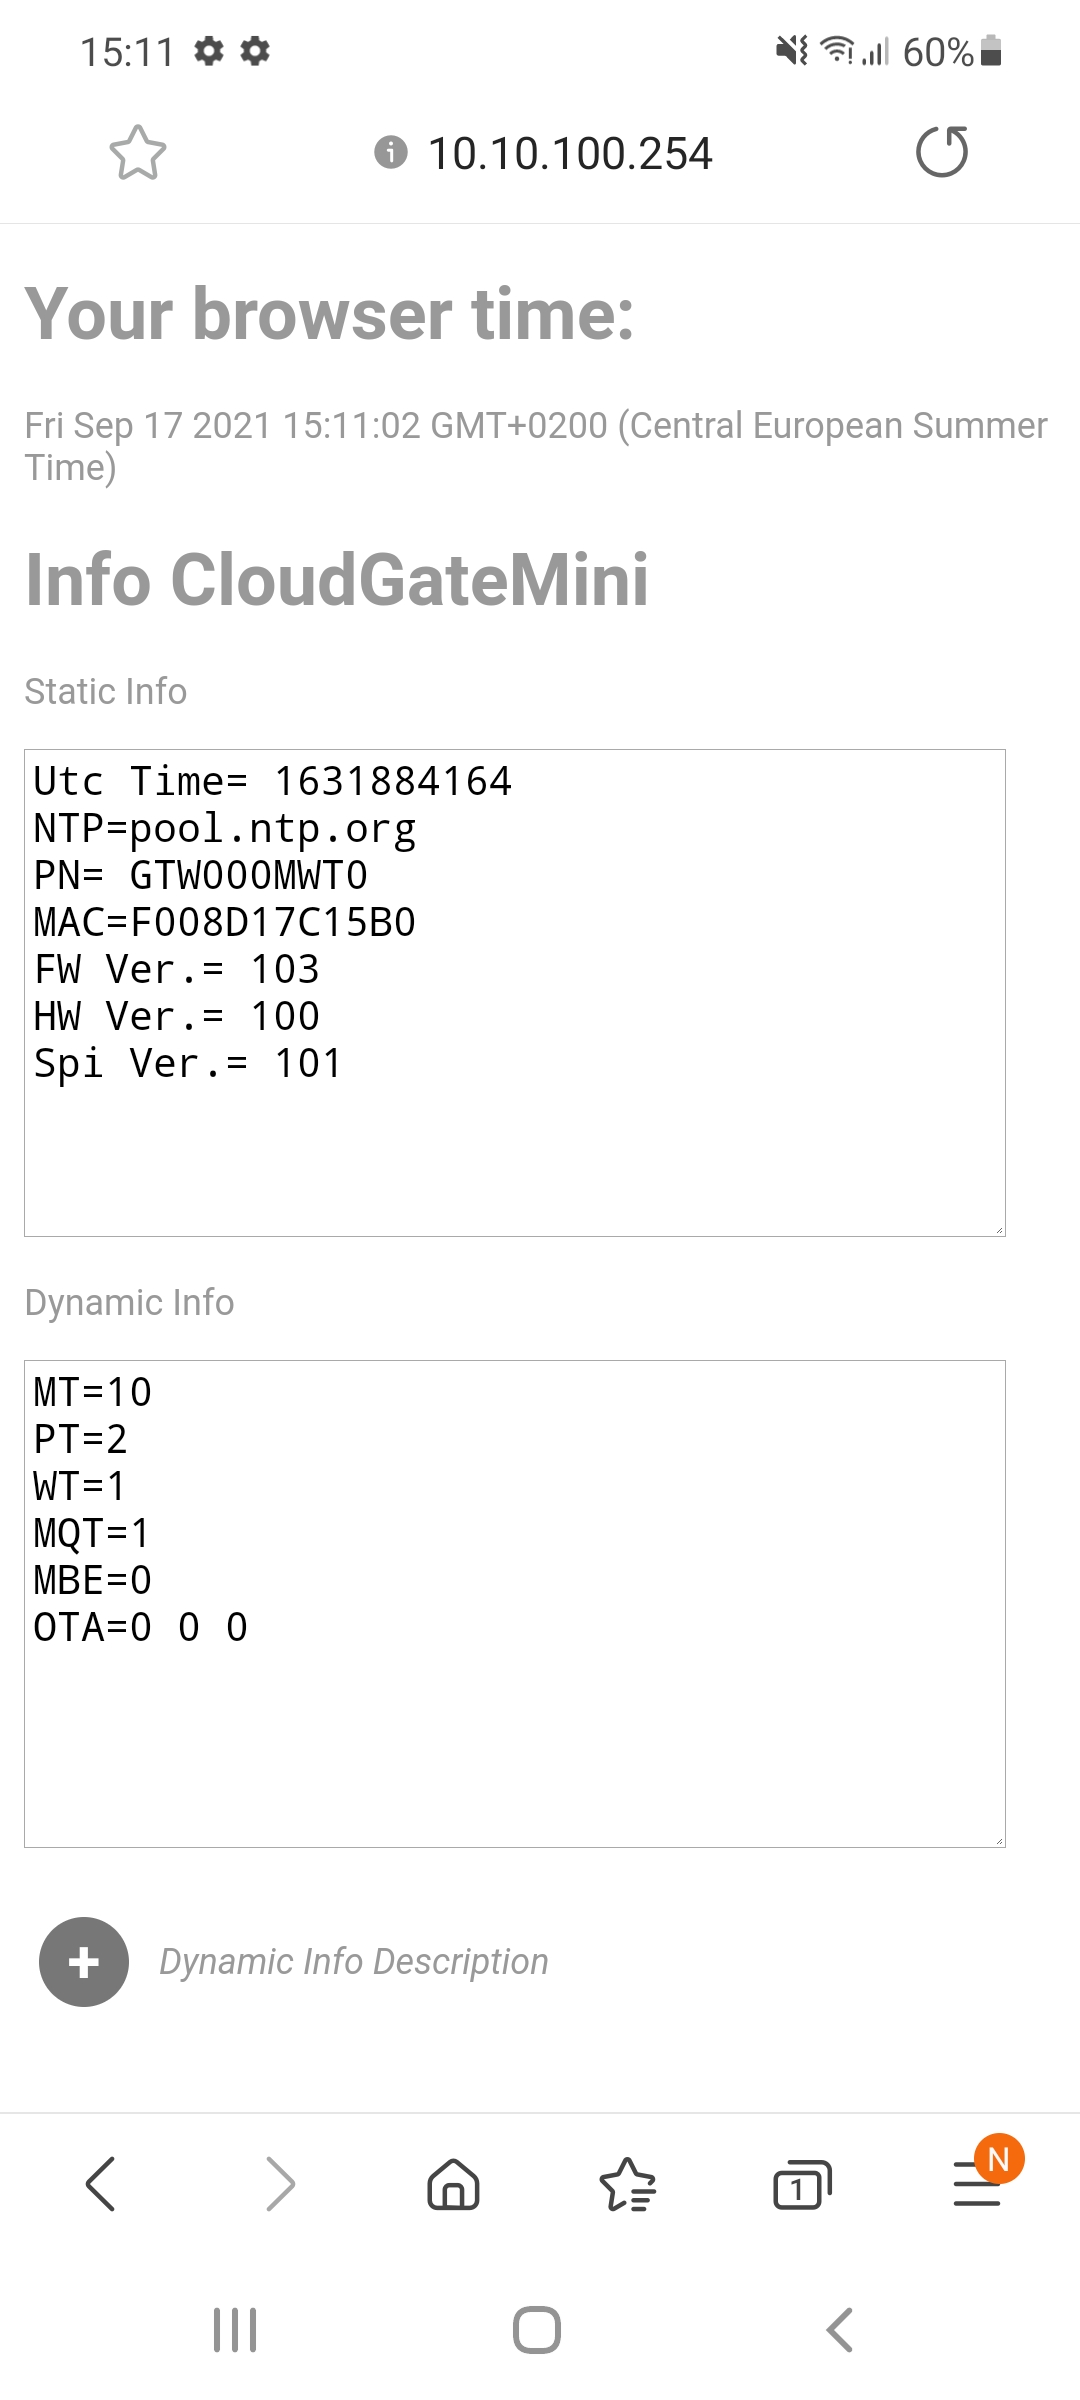 15:11 60%
10.10.100.254
Your browser time:
Fri Sep 17 2021 15:11:02 GMT+0200 (Central European Summer
Time)
Info CloudGateMini
Static Info
Utc Time= 1631884164
NTP=pool.ntp.org
PN= GTW000MWT0
MAC=F008D17C15B0
FW Ver.= 103
HW Ver.= 100
Spi Ver.= 101
Dynamic Info
MT=10
PT=2
WT=1
MQT=1
MBE=0
OTA=0 0 0
+ Dynamic Info Description
1
N